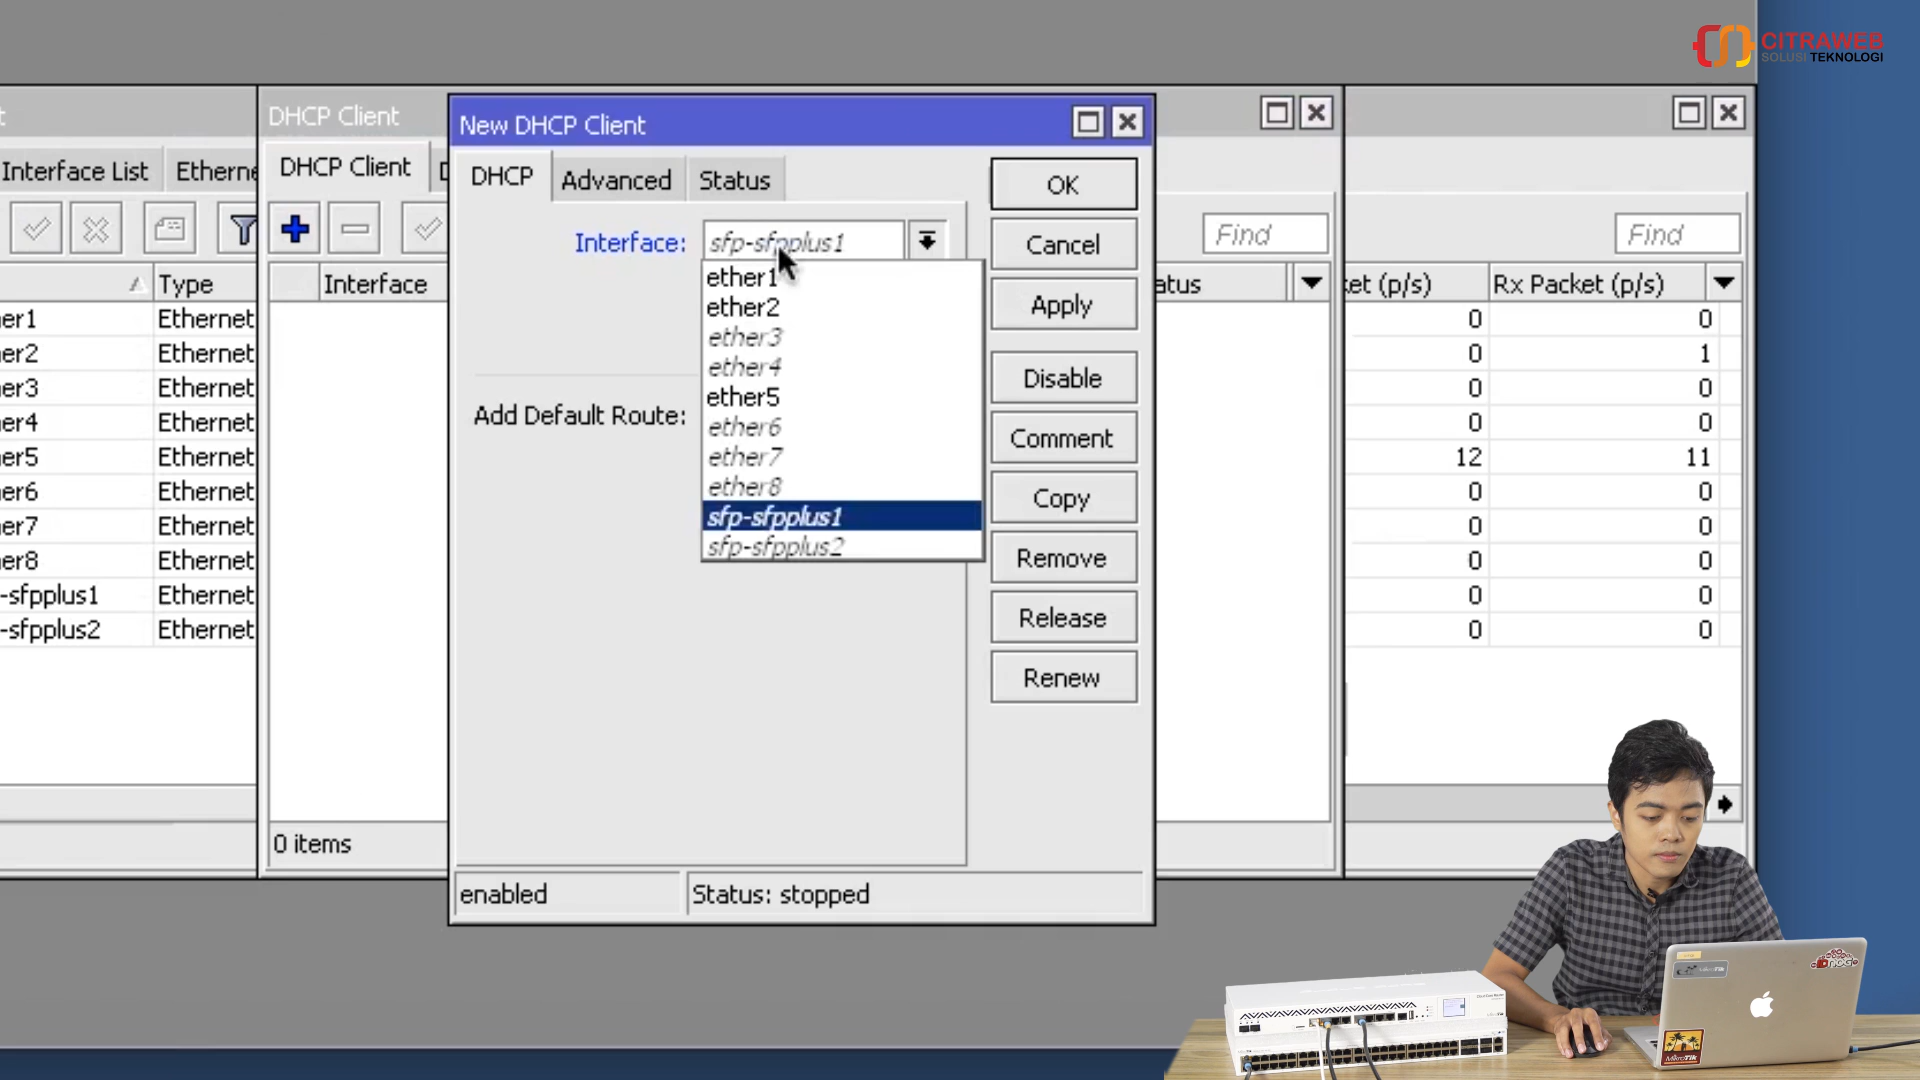 CITRAWEB
SOLUSI TEKNOLOGI
DHCP Client
New DHCP Client
Interface List
DHCP Client
DHCP
Advanced
Status
OK
Interface:
sfp-sfpplus1
Cancel
Find
Find
Type
Interface
ether1
ether2
ether3
ether4
ether5
ether6
ether7
ether8
sfp-sfpplus1
sfp-sfpplus2
Apply
Rx Packet (p/s)
Disable
Add Default Route:
Comment
Copy
Remove
Release
Renew
er1 Ethernet 0 0
er2 Ethernet 0 1
er3 Ethernet 0 0
er4 Ethernet 0 0
er5 Ethernet 12 11
er6 Ethernet 0 0
er7 Ethernet 0 0
er8 Ethernet 0 0
-sfpplus1 Ethernet 0 0
-sfpplus2 Ethernet 0 0
0 items
enabled
Status: stopped
MikroTik